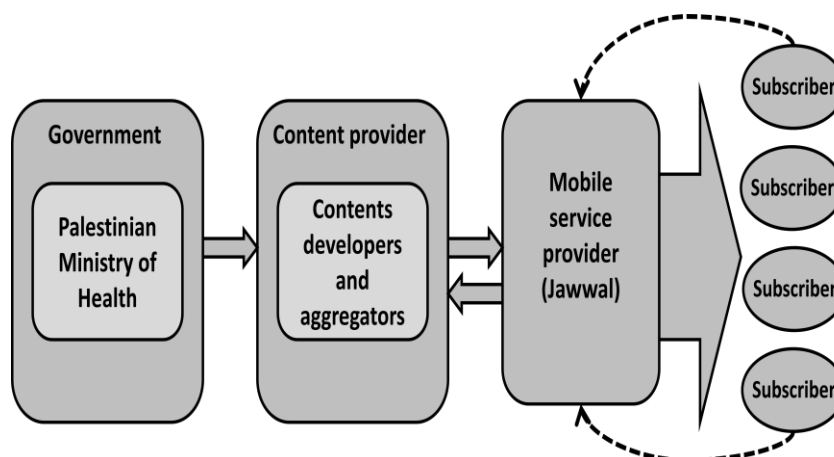 Government
Palestinian
Ministry of
Health
Content provider
Contents
developers
and
aggregators
Mobile
service
provider
(Jawwal)
Subscriber
Subscriber
Subscriber
Subscriber